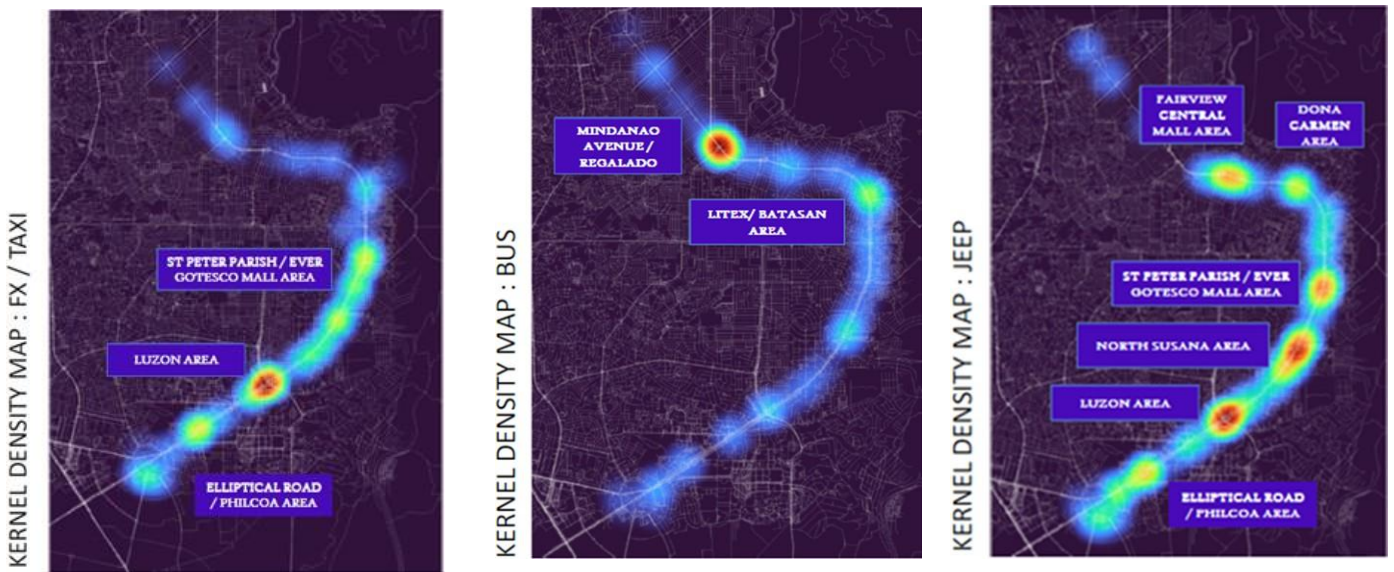 KERNEL DENSITY MAP : FX / TAXI
ST PETER PARISH / EVER
GOTESCO MALL AREA
LUZON AREA
ELLIPTICAL ROAD
/ PHILCOA AREA
KERNEL DENSITY MAP : BUS
MINDANAO
AVENUE /
REGALADO
LITEX/ BATASAN
AREA
KERNEL DENSITY MAP : JEEP
FAIRVIEW
CENTRAL
MALL AREA
DONA
CARMEN
AREA
ST PETER PARISH / EVER
GOTESCO MALL AREA
NORTH SUSANA AREA
LUZON AREA
ELLIPTICAL ROAD
/ PHILCOA AREA